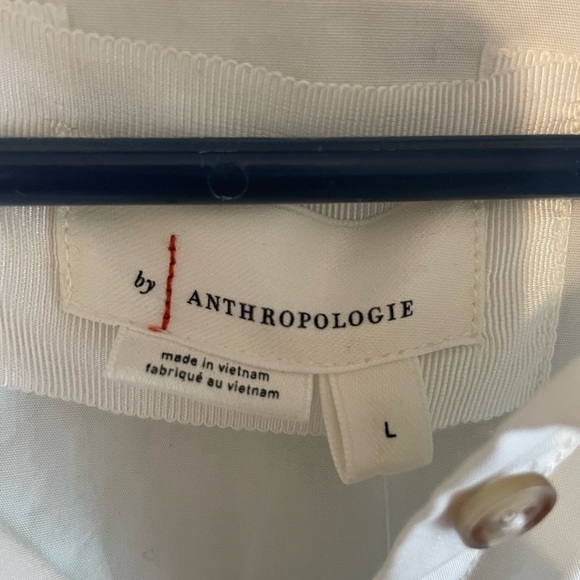 by ANTHROPOLOGIE
made in vietnam
fabriqué au vietnam
L